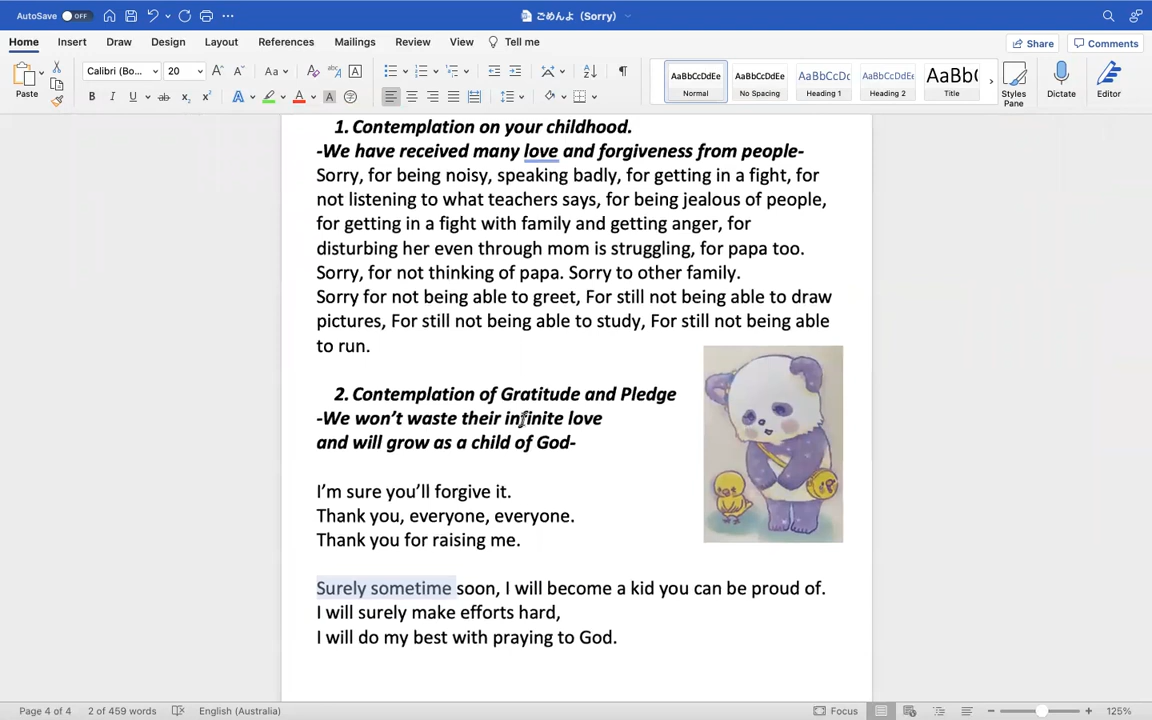 AutoSave OFF ごめんよ (Sorry)
Home Insert Draw Design Layout References Mailings Review View Tell me Share Comments
Paste Calibri (Bo... 20 Aa AaBbCcDdEe Normal AaBbCcDdEe No Spacing AaBbCcDc Heading 1 AaBbCcDdEe Heading 2 AaBb( Title Styles Pane Dictate Editor
1. Contemplation on your childhood.
-We have received many love and forgiveness from people-
Sorry, for being noisy, speaking badly, for getting in a fight, for
not listening to what teachers says, for being jealous of people,
for getting in a fight with family and getting anger, for
disturbing her even through mom is struggling, for papa too.
Sorry, for not thinking of papa. Sorry to other family.
Sorry for not being able to greet, For still not being able to draw
pictures, For still not being able to study, For still not being able
to run.
2. Contemplation of Gratitude and Pledge
-We won't waste their infinite love
and will grow as a child of God-
I'm sure you'll forgive it.
Thank you, everyone, everyone.
Thank you for raising me.
Surely sometime soon, I will become a kid you can be proud of.
I will surely make efforts hard,
I will do my best with praying to God.
Page 4 of 4 2 of 459 words English (Australia) Focus 125%